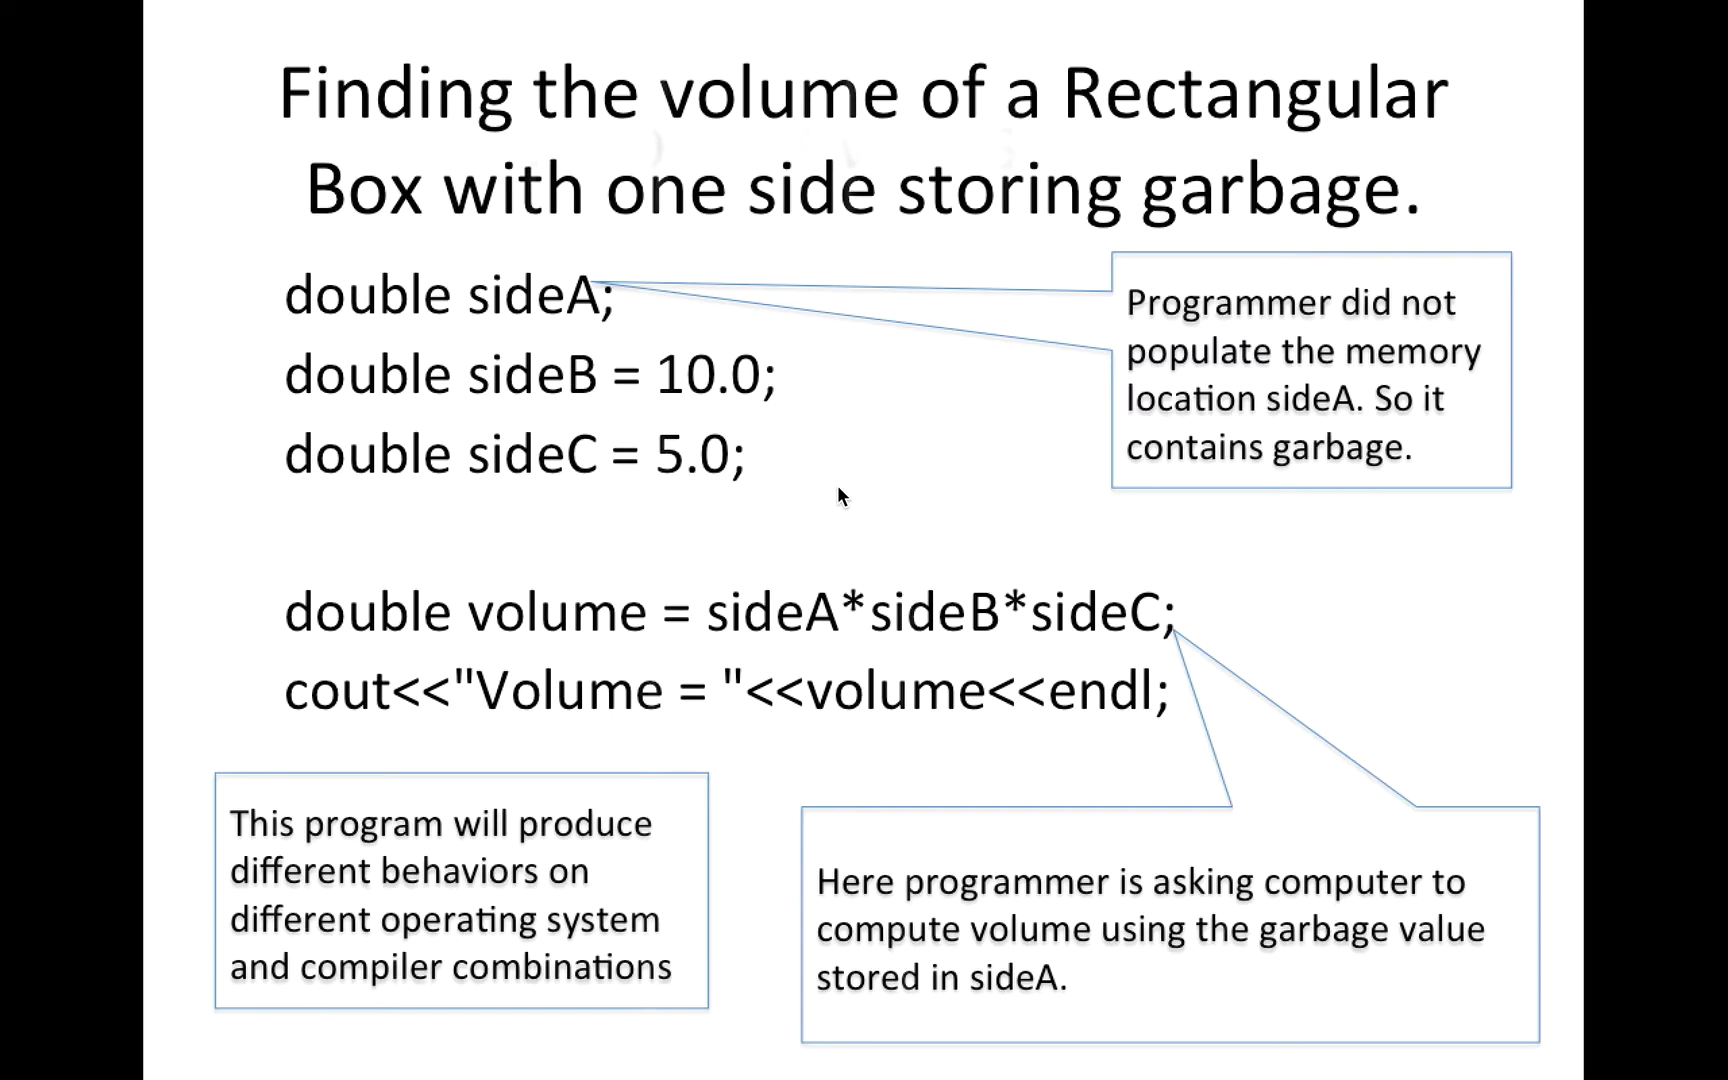 Finding the volume of a Rectangular
Box with one side storing garbage.
double sideA;
double sideB = 10.0;
double sideC = 5.0;
Programmer did not
populate the memory
location sideA. So it
contains garbage.
double volume = sideA*sideB*sideC;
cout<<"Volume = "<<volume<<endl;
This program will produce
different behaviors on
different operating system
and compiler combinations
Here programmer is asking computer to
compute volume using the garbage value
stored in sideA.